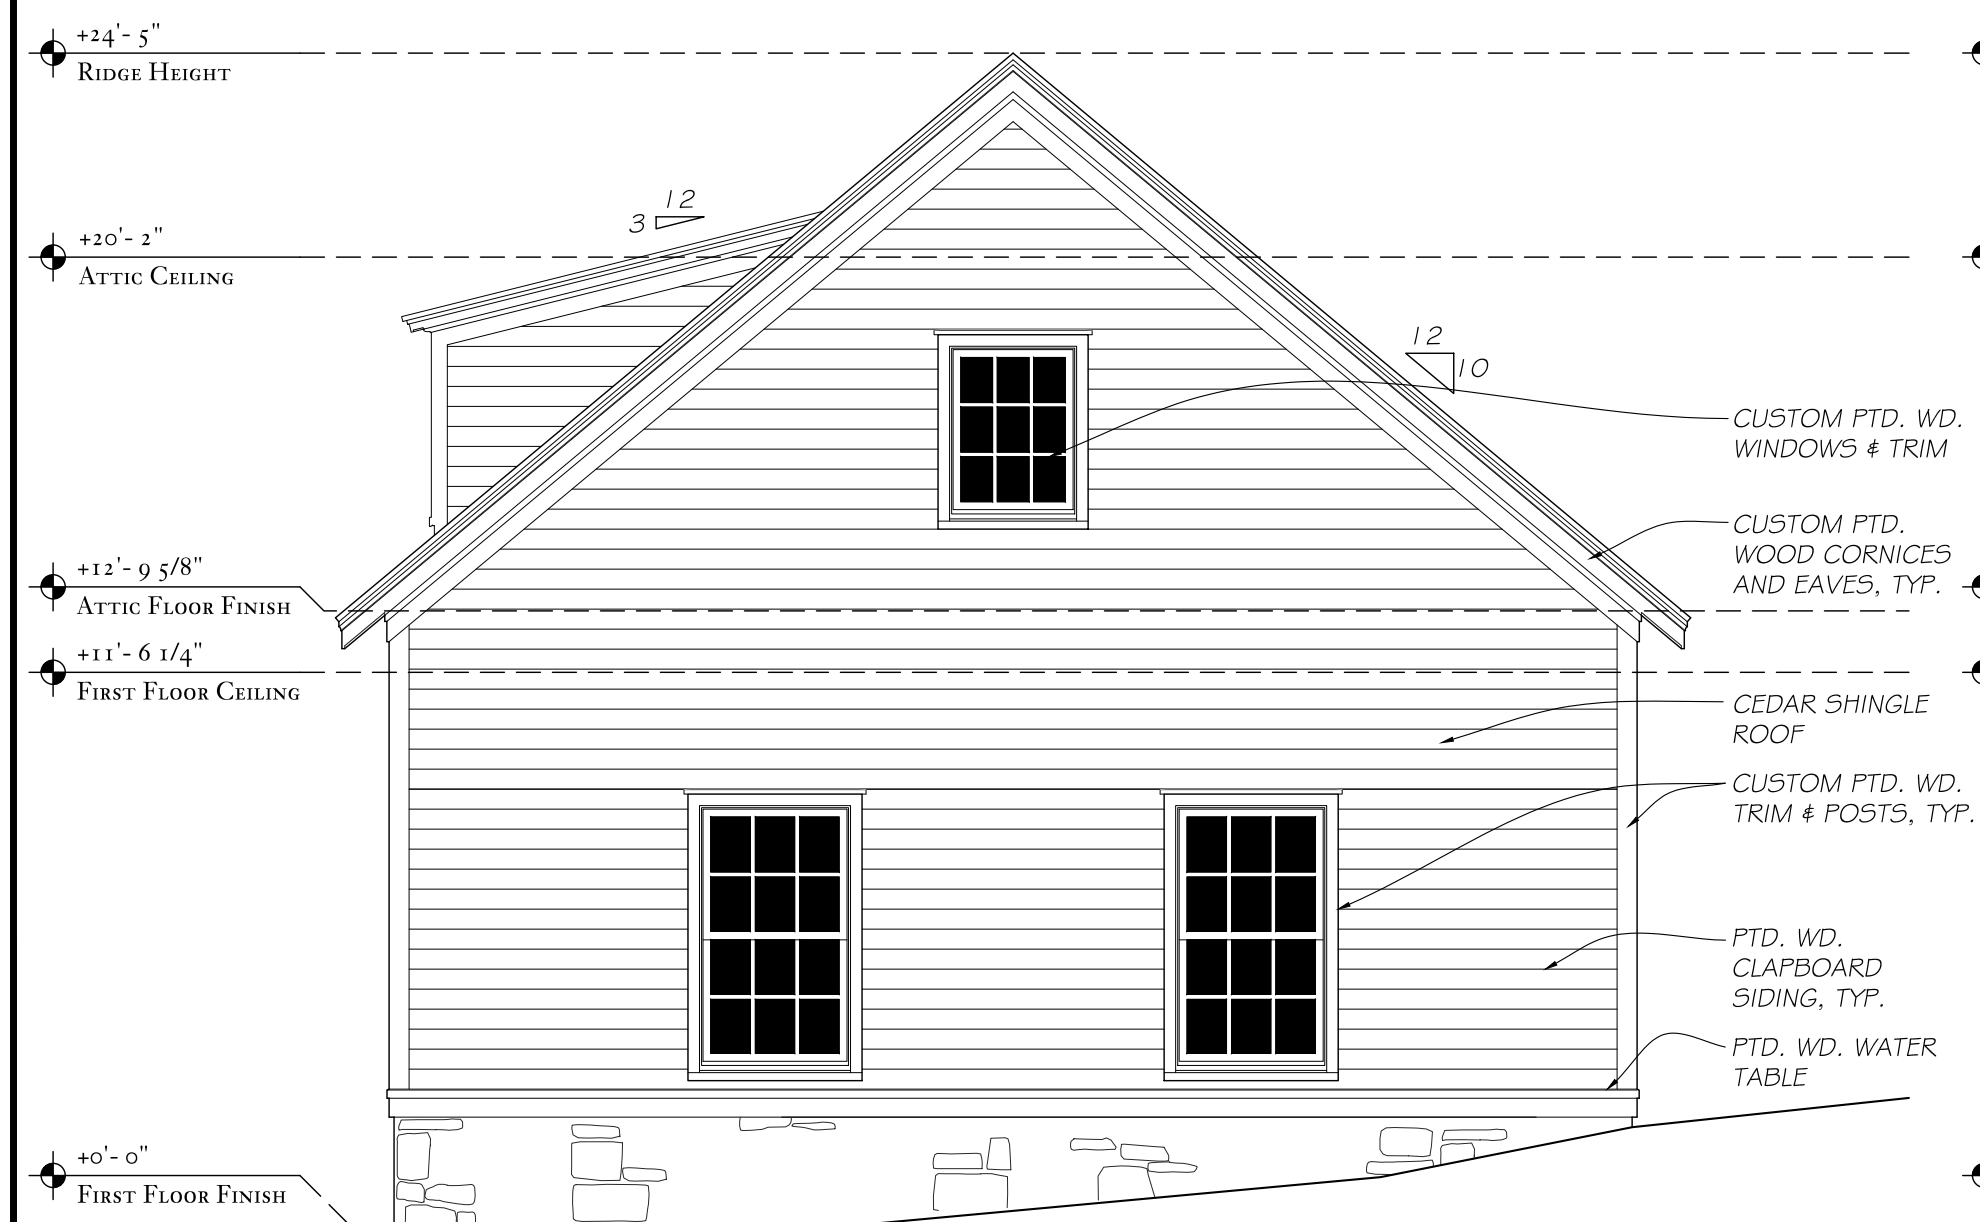 +24'- 5"
Ridge Height
12
3
+20'- 2"
Attic Ceiling
12
10
CUSTOM PTD. WD.
WINDOWS & TRIM
CUSTOM PTD.
WOOD CORNICES
AND EAVES, TYP.
+12'- 9 5/8"
Attic Floor Finish
+11'- 6 1/4"
First Floor Ceiling
CEDAR SHINGLE
ROOF
CUSTOM PTD. WD.
TRIM & POSTS, TYP.
PTD. WD.
CLAPBOARD
SIDING, TYP.
PTD. WD. WATER
TABLE
+0'- 0"
First Floor Finish